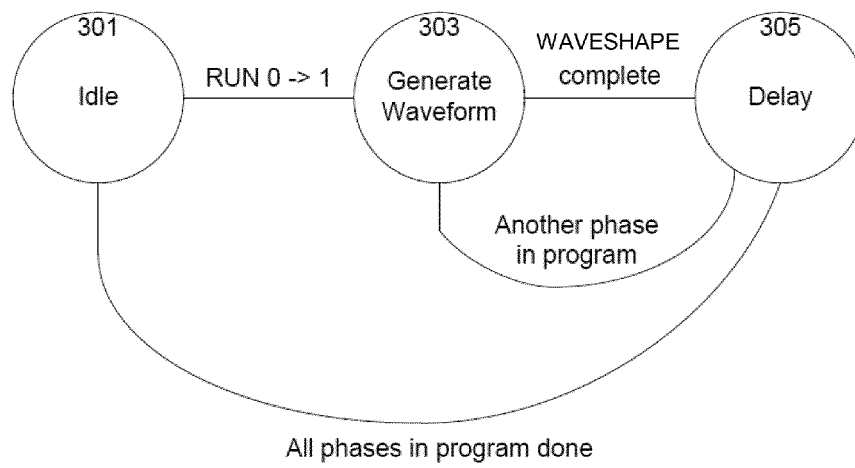 301
Idle
RUN 0 -> 1
303
Generate
Waveform
WAVESHAPE
complete
305
Delay
Another phase
in program
All phases in program done